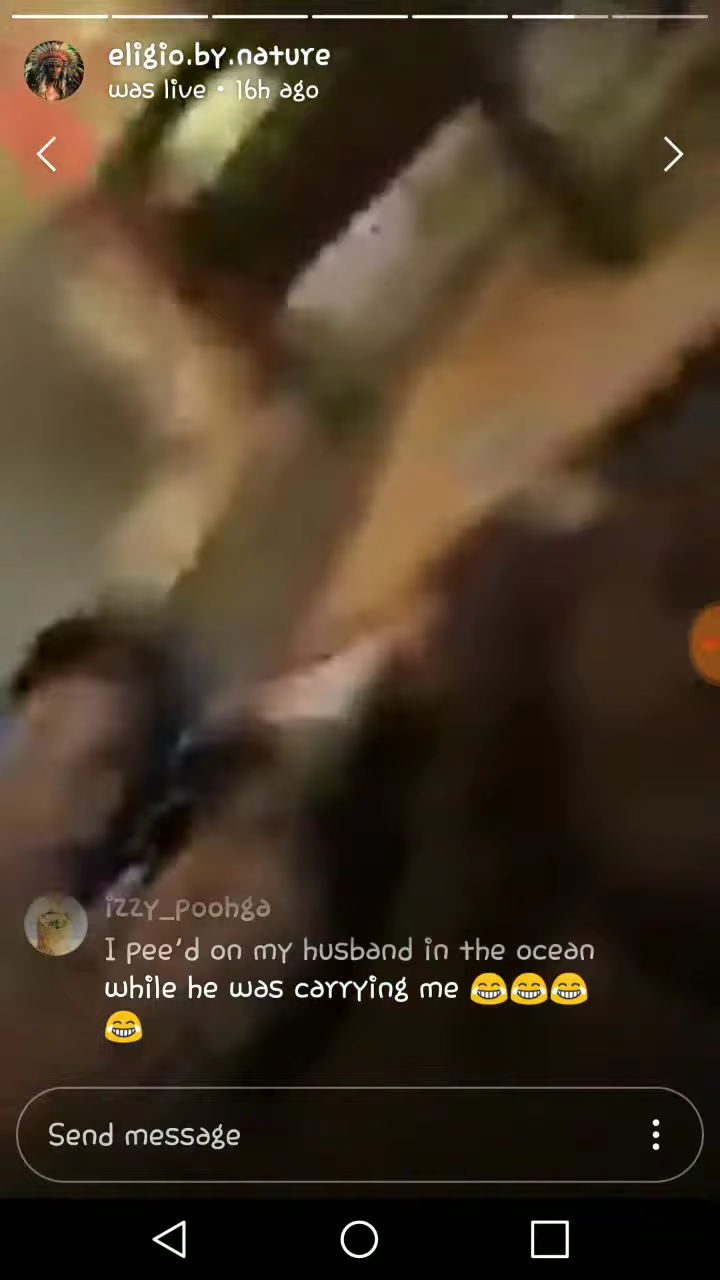 eligio.by.nature
was live • 16h ago
izzy_poohga
I pee'd on my husband in the ocean
while he was carrying me 😂😂😂
😂
Send message